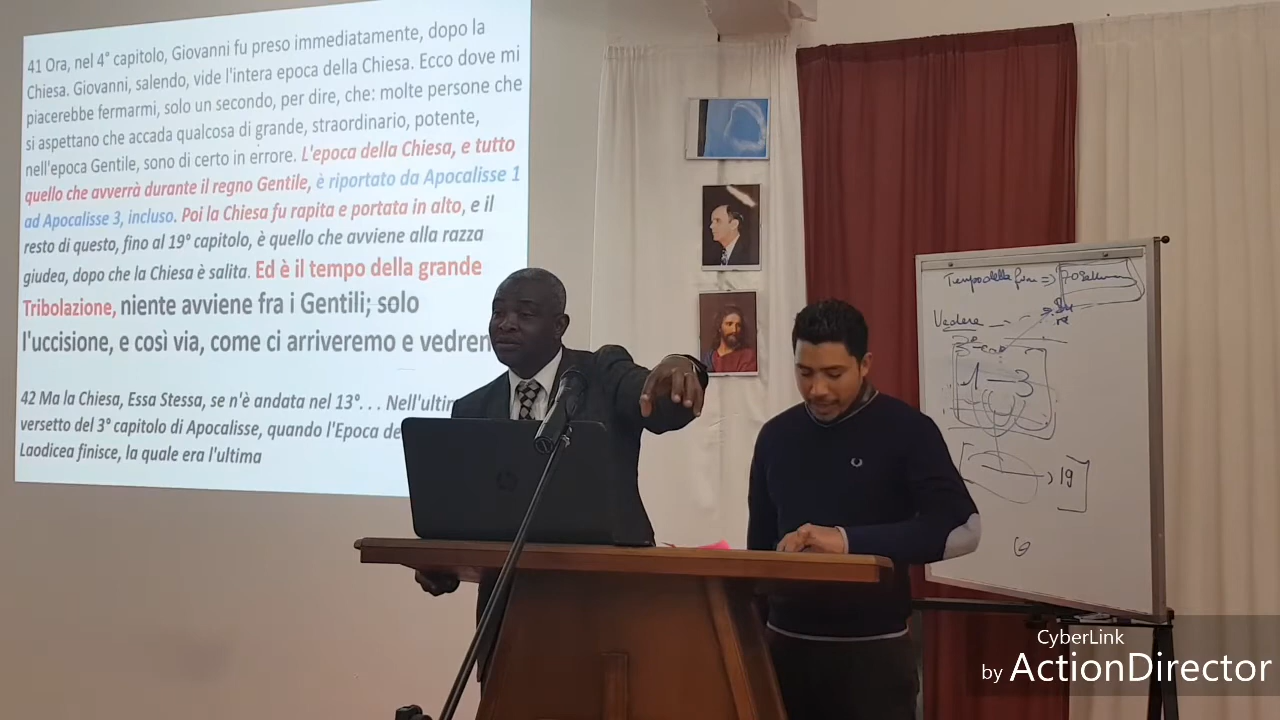 41 Ora, nel 4° capitolo, Giovanni fu preso immediatamente, dopo la
Chiesa. Giovanni, salendo, vide l'intera epoca della Chiesa. Ecco dove mi
piacerebbe fermarmi, solo un secondo, per dire, che: molte persone che
si aspettano che accada qualcosa di grande, straordinario, potente,
nell'epoca Gentile, sono di certo in errore. L'epoca della Chiesa, e tutto
quello che avverrà durante il regno Gentile, è riportato da Apocalisse 1
ad Apocalisse 3, incluso. Poi la Chiesa fu rapita e portata in alto, e il
resto di questo, fino al 19° capitolo, è quello che avviene alla razza
giudea, dopo che la Chiesa è salita. Ed è il tempo della grande
Tribolazione, niente avviene fra i Gentili; solo
l'uccisione, e così via, come ci arriveremo e vedren
42 Ma la Chiesa, Essa Stessa, se n'è andata nel 13°. . . Nell'ultir
versetto del 3° capitolo di Apocalisse, quando l'Epoca de
Laodicea finisce, la quale era l'ultima
Tempo della fine =>
Vedere
1-3
19
CyberLink
by ActionDirector